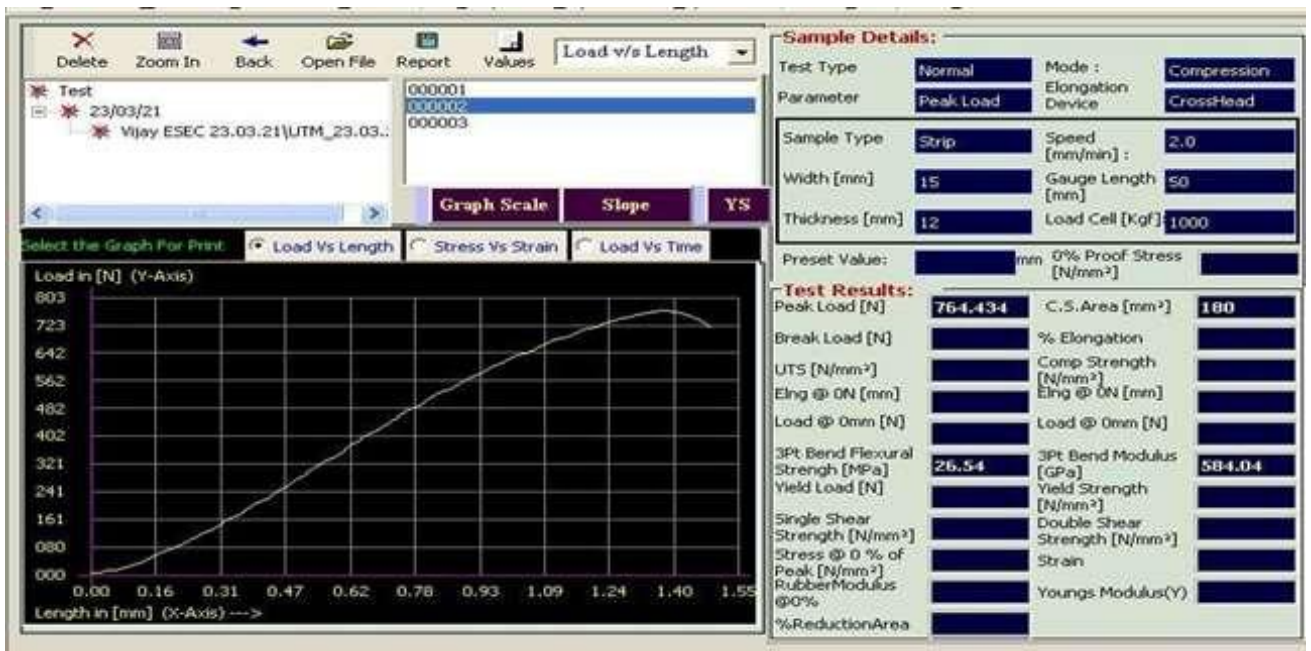 Delete Zoom In Back Open File Report Values Load v/s Length
Test
23/03/21
Vijay ESEC 23.03.21\UTM_23.03.:
000001
000002
000003
Graph Scale Slope YS
Select the Graph For Print Load Vs Length Stress Vs Strain Load Vs Time
Load in [N] (Y-Axis)
803
723
642
562
482
402
321
241
161
080
000
0.00 0.16 0.31 0.47 0.62 0.78 0.93 1.09 1.24 1.40 1.55
Length in [mm] (X-Axis) --->
Sample Details:
Test Type Normal Mode : Compression
Parameter Peak Load Elongation Device CrossHead
Sample Type Strip Speed [mm/min] : 2.0
Width [mm] 15 Gauge Length [mm] 50
Thickness [mm] 12 Load Cell [Kgf] 1000
Preset Value: mm 0% Proof Stress [N/mm²]
Test Results:
Peak Load [N] 764.434 C.S.Area [mm²] 180
Break Load [N] % Elongation
UTS [N/mm²] Comp Strength [N/mm²]
Elng @ 0N [mm] Elng @ 0N [mm]
Load @ 0mm [N] Load @ 0mm [N]
3Pt Bend Flexural Strengh [MPa] 26.54 3Pt Bend Modulus [GPa] 584.04
Yield Load [N] Yield Strength [N/mm²]
Single Shear Strength [N/mm²] Double Shear Strength [N/mm²]
Stress @ 0 % of Peak [N/mm²] Strain
RubberModulus @0% Youngs Modulus(Y)
%ReductionArea